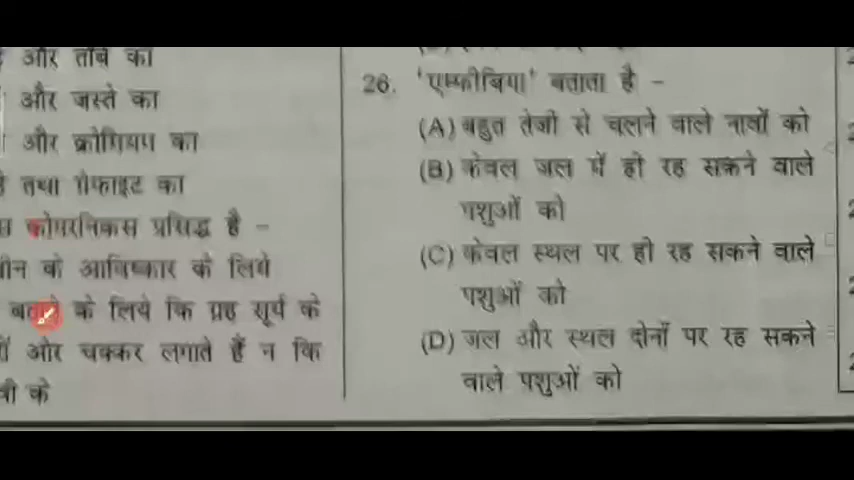 और ताँबे का
और जस्ते का
और क्रोमियम का
तथा ग्रेफाइट का
कोपरनिकस प्रसिद्ध है -
के आविष्कार के लिये
के लिये कि ग्रह सूर्य के
ओर चक्कर लगाते हैं न कि
के
26. 'एम्फीबिया' बताता है -
(A) बहुत तेजी से चलने वाले नावों को
(B) केवल जल में ही रह सकने वाले
पशुओं को
(C) केवल स्थल पर ही रह सकने वाले
पशुओं को
(D) जल और स्थल दोनों पर रह सकने
वाले पशुओं को